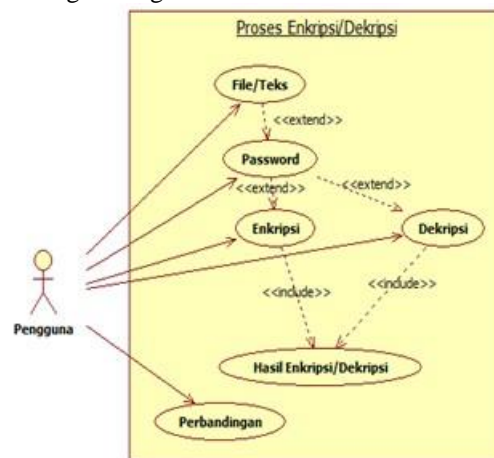 Proses Enkripsi/Dekripsi
File/Teks
<<extend>>
Password
<<extend>>
<<extend>>
Enkripsi
Dekripsi
<<include>>
<<include>>
Pengguna
Hasil Enkripsi/Dekripsi
Perbandingan